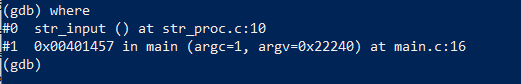 (gdb) where
#0  str_input () at str_proc.c:10
#1  0x00401457 in main (argc=1, argv=0x22240) at main.c:16
(gdb)